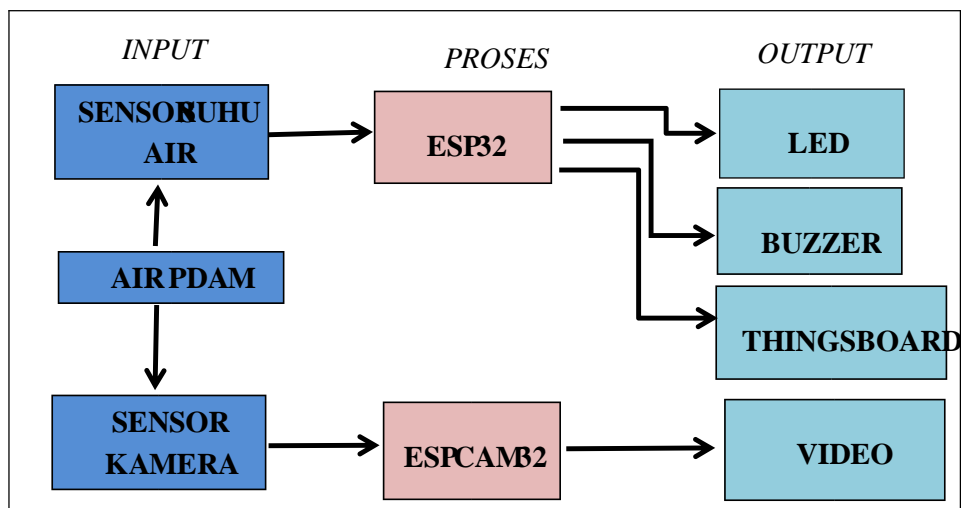 INPUT
PROSES
OUTPUT
SENSOR SUHU
AIR
ESP32
LED
BUZZER
AIR PDAM
THINGSBOARD
SENSOR
KAMERA
ESPCAM32
VIDEO